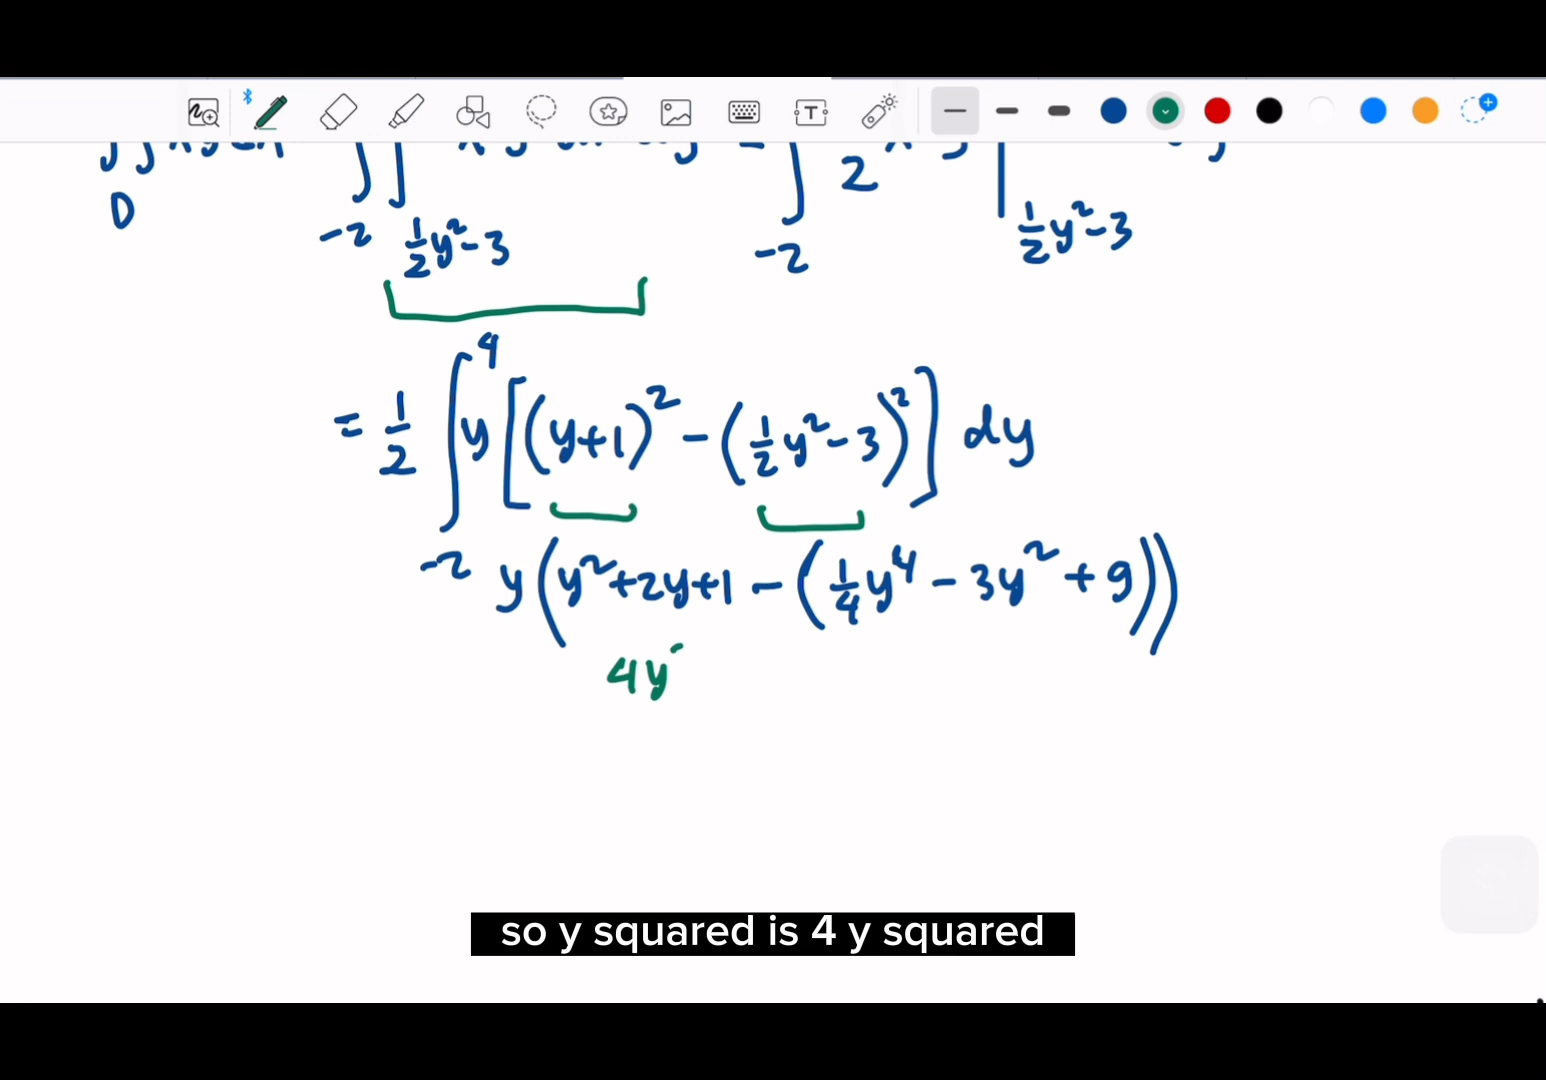 D
-2 ½y²-3 2 -2 ½y²-3
= ½ ∫ 4 -2 y[(y+1)² - (½y²-3)²] dy
y(y²+2y+1 - (¼y⁴ - 3y² + 9))
4y
so y squared is 4 y squared